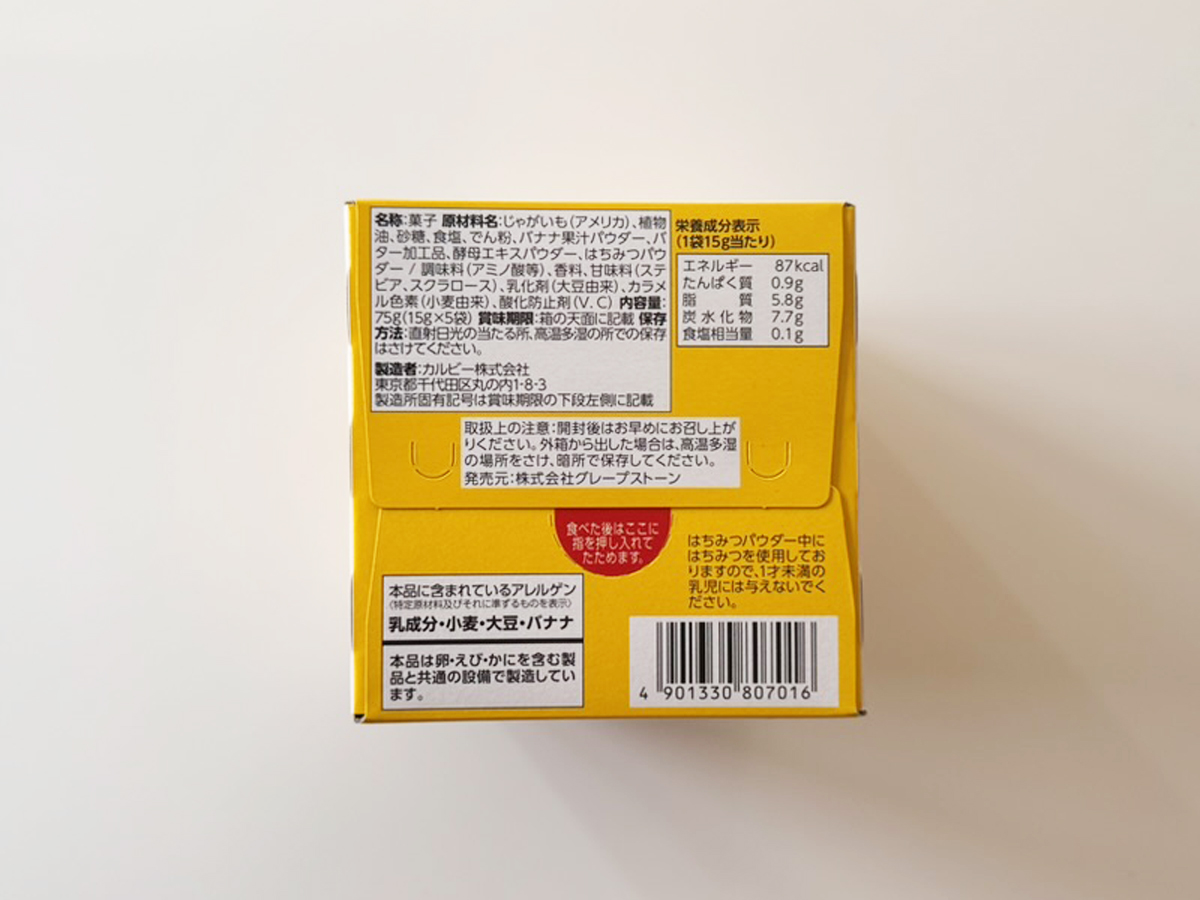 名称:菓子 原材料名:じゃがいも(アメリカ)、植物
油、砂糖、食塩、でん粉、バナナ果汁パウダー、バ
ター加工品、酵母エキスパウダー、はちみつパウ
ダー / 調味料(アミノ酸等)、香料、甘味料(ステ
ビア、スクラロース)、乳化剤(大豆由来)、カラメ
ル色素(小麦由来)、酸化防止剤(V.C) 内容量:
75g(15g×5袋) 賞味期限:箱の天面に記載 保存
方法:直射日光の当たる所、高温多湿の所での保存
はさけてください。
製造者:カルビー株式会社
東京都千代田区丸の内1-8-3
製造所固有記号は賞味期限の下段左側に記載
栄養成分表示
(1袋15g当たり)
エネルギー 87kcal
たんぱく質 0.9g
脂質 5.8g
炭水化物 7.7g
食塩相当量 0.1g
取扱上の注意:開封後はお早めにお召し上が
りください。外箱から出した場合は、高温多湿
の場所をさけ、暗所で保存してください。
発売元:株式会社グレープストーン
食べた後はここに
指を押し入れて
たためます。
はちみつパウダー中に
はちみつを使用してお
りますので、1才未満の
乳児には与えないでく
ださい。
本品に含まれているアレルゲン
(特定原材料及びそれに準ずるものを表示)
乳成分・小麦・大豆・バナナ
本品は卵・えび・かにを含む製
品と共通の設備で製造してい
ます。
4 901330 807016